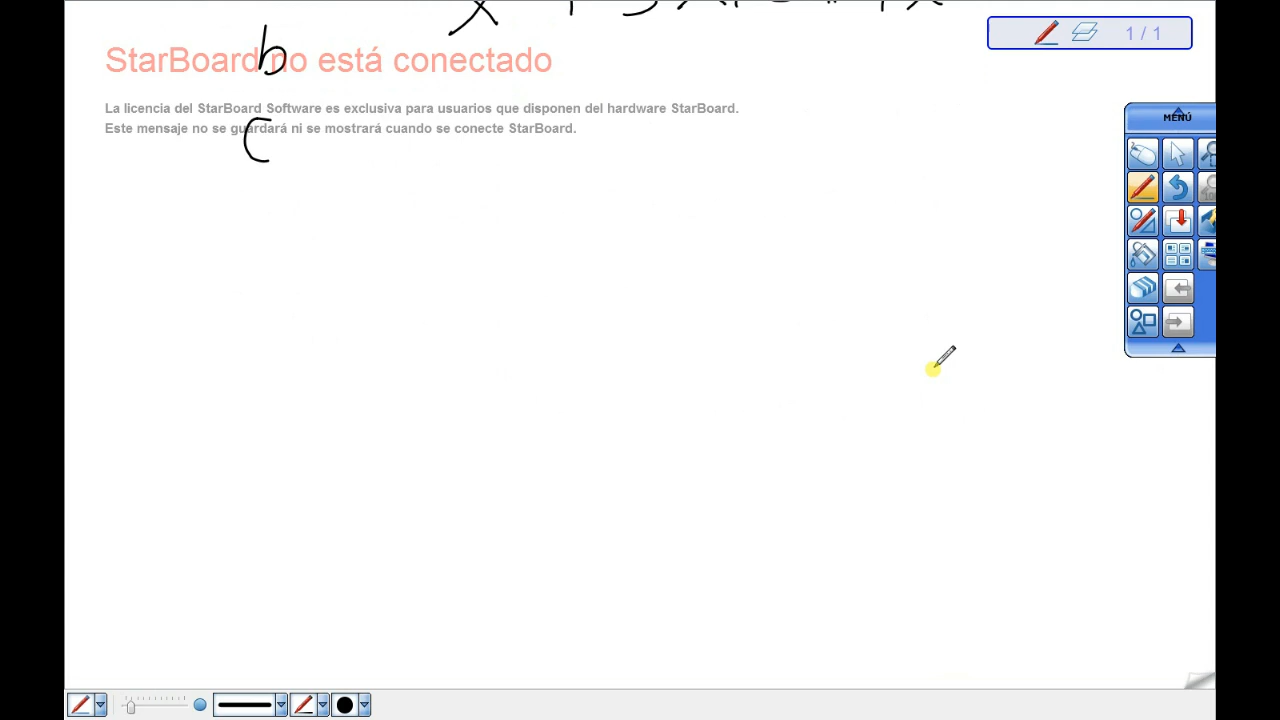 b
StarBoard no está conectado
1 / 1
La licencia del StarBoard Software es exclusiva para usuarios que disponen del hardware StarBoard.
Este mensaje no se guardará ni se mostrará cuando se conecte StarBoard.
C
MENÚ